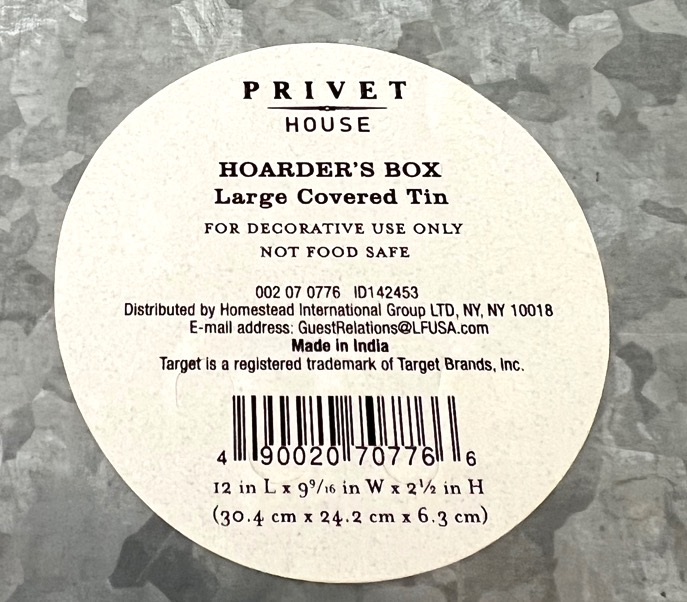 PRIVET
HOUSE
HOARDER'S BOX
Large Covered Tin
FOR DECORATIVE USE ONLY
NOT FOOD SAFE
002 07 0776 ID142453
Distributed by Homestead International Group LTD, NY, NY 10018
E-mail address: GuestRelations@LFUSA.com
Made in India
Target is a registered trademark of Target Brands, Inc.
4 90020 70776 6
12 in L x 9⁹/₁₆ in W x 2½ in H
(30.4 cm x 24.2 cm x 6.3 cm)